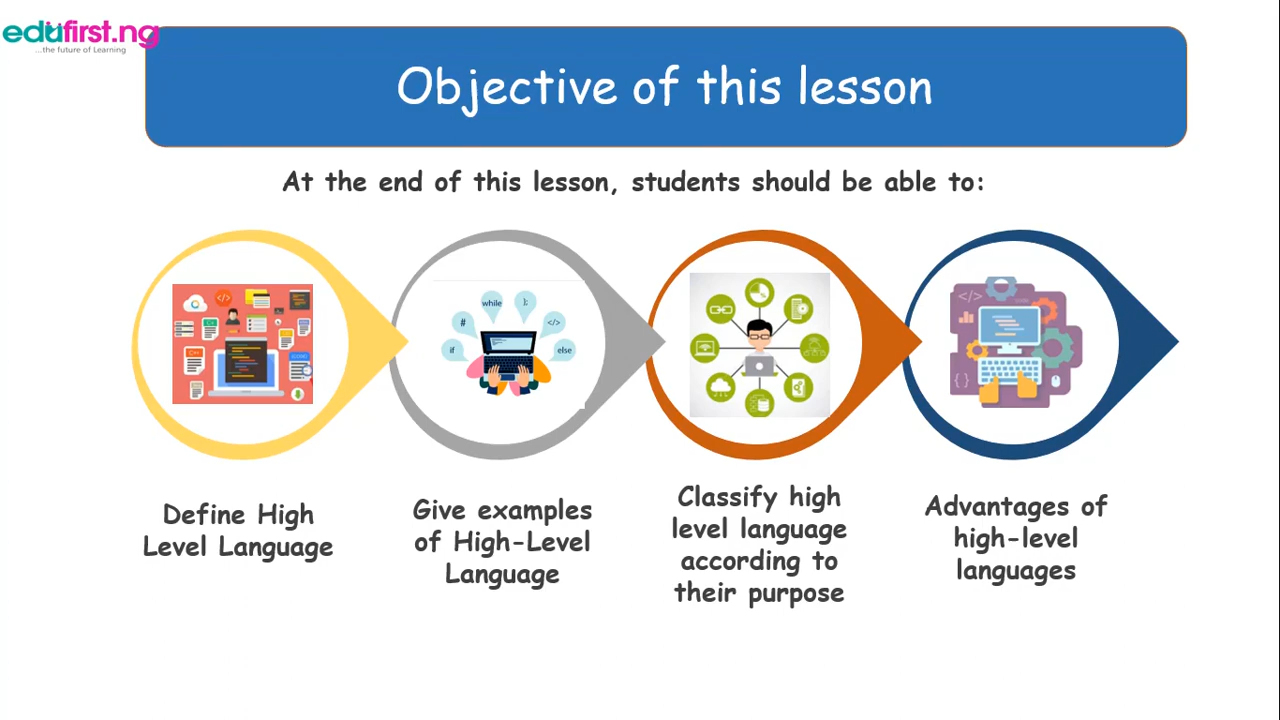 edufirst.ng
...the future of Learning
Objective of this lesson
At the end of this lesson, students should be able to:
while
};
#
</>
if
else
</>
{}
Define High
Level Language
Give examples
of High-Level
Language
Classify high
level language
according to
their purpose
Advantages of
high-level
languages